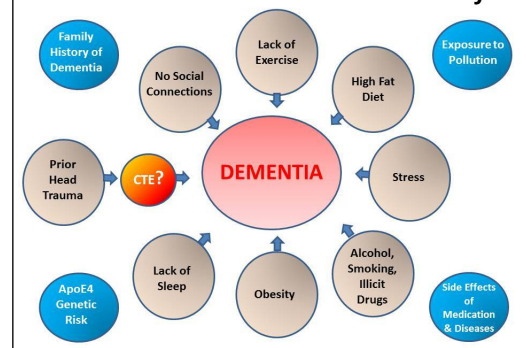 Family
History of
Dementia
Lack of
Exercise
Exposure to
Pollution
No Social
Connections
High Fat
Diet
Prior
Head
Trauma
CTE?
DEMENTIA
Stress
Lack of
Sleep
Obesity
Alcohol,
Smoking,
Illicit
Drugs
ApoE4
Genetic
Risk
Side Effects
of
Medication
& Diseases